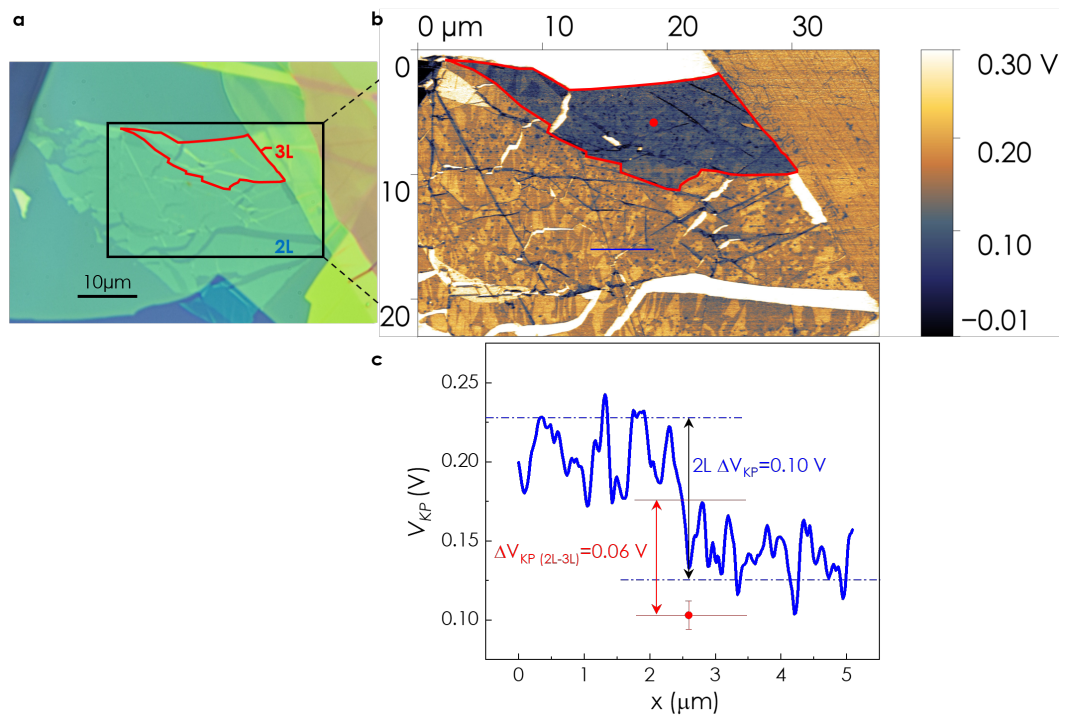 a
3L
2L
10µm
b
0 µm 10 20 30
0
10
20
0.30 V
0.20
0.10
−0.01
c
0.25
0.20
0.15
0.10
V_KP (V)
2L ΔV_KP=0.10 V
ΔV_KP (2L-3L)=0.06 V
0 1 2 3 4 5
x (µm)